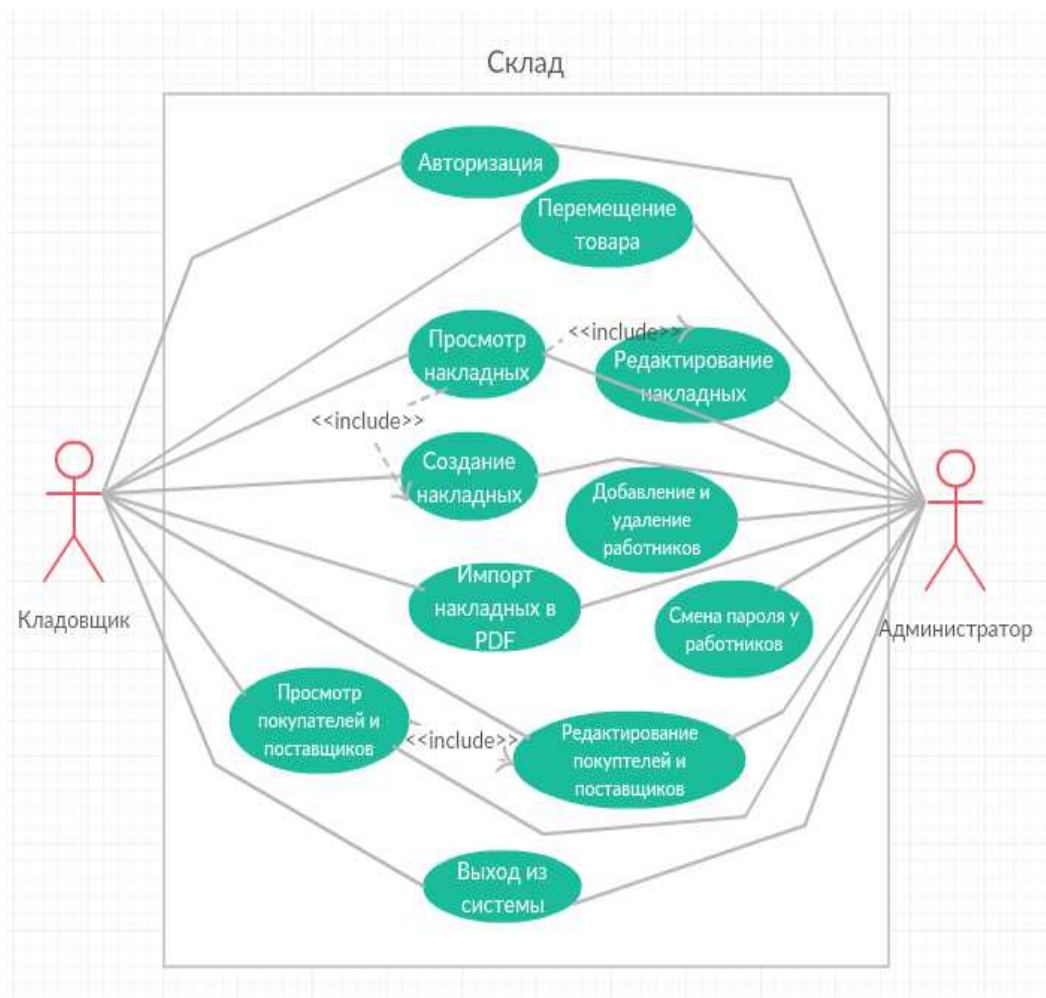 Склад
Авторизация
Перемещение
товара
Просмотр
накладных
<<include>>
Редактирование
накладных
<<include>>
Создание
накладных
Добавление и
удаление
работников
Импорт
накладных в
PDF
Смена пароля у
работников
Кладовщик
Администратор
Просмотр
покупателей и
поставщиков
<<include>>
Редактирование
покуптелей и
поставщиков
Выход из
системы